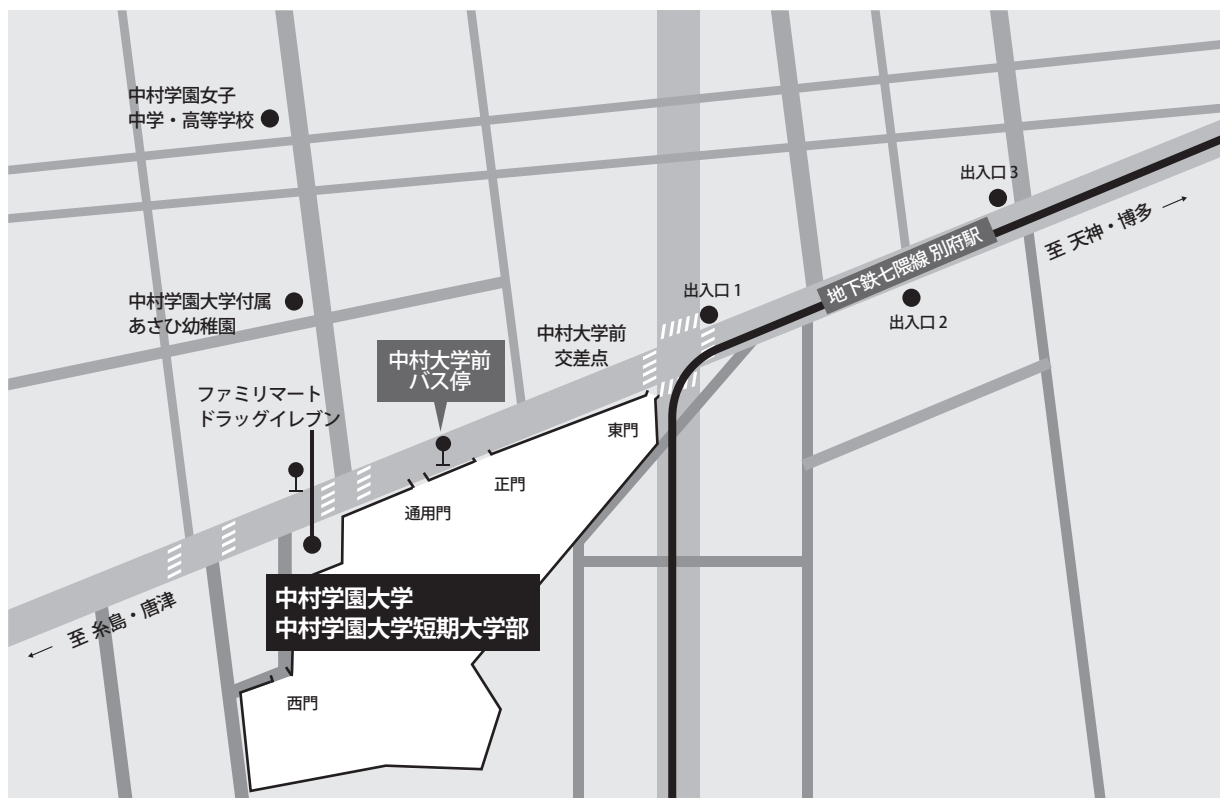 中村学園女子
中学・高等学校
出入口 3
至 天神・博多
地下鉄七隈線 別府駅
出入口 1
出入口 2
中村学園大学付属
あさひ幼稚園
中村大学前
交差点
中村大学前
バス停
ファミリマート
ドラッグイレブン
東門
正門
通用門
中村学園大学
中村学園大学短期大学部
至 糸島・唐津
西門